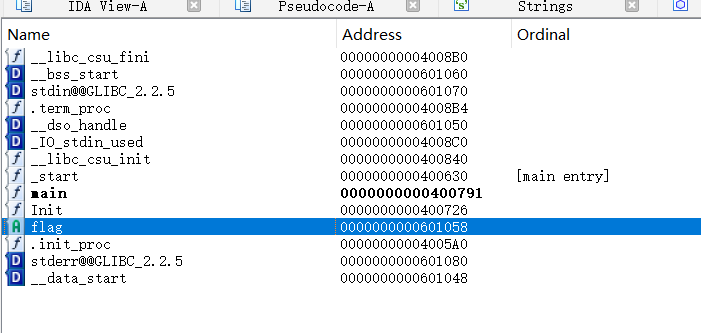 IDA View-A Pseudocode-A Strings
Name Address Ordinal
__libc_csu_fini 00000000004008B0
__bss_start 0000000000601060
stdin@@GLIBC_2.2.5 0000000000601070
.term_proc 00000000004008B4
__dso_handle 0000000000601050
_IO_stdin_used 00000000004008C0
__libc_csu_init 0000000000400840
_start 0000000000400630 [main entry]
main 0000000000400791
Init 0000000000400726
flag 0000000000601058
.init_proc 00000000004005A0
stderr@@GLIBC_2.2.5 0000000000601080
__data_start 0000000000601048